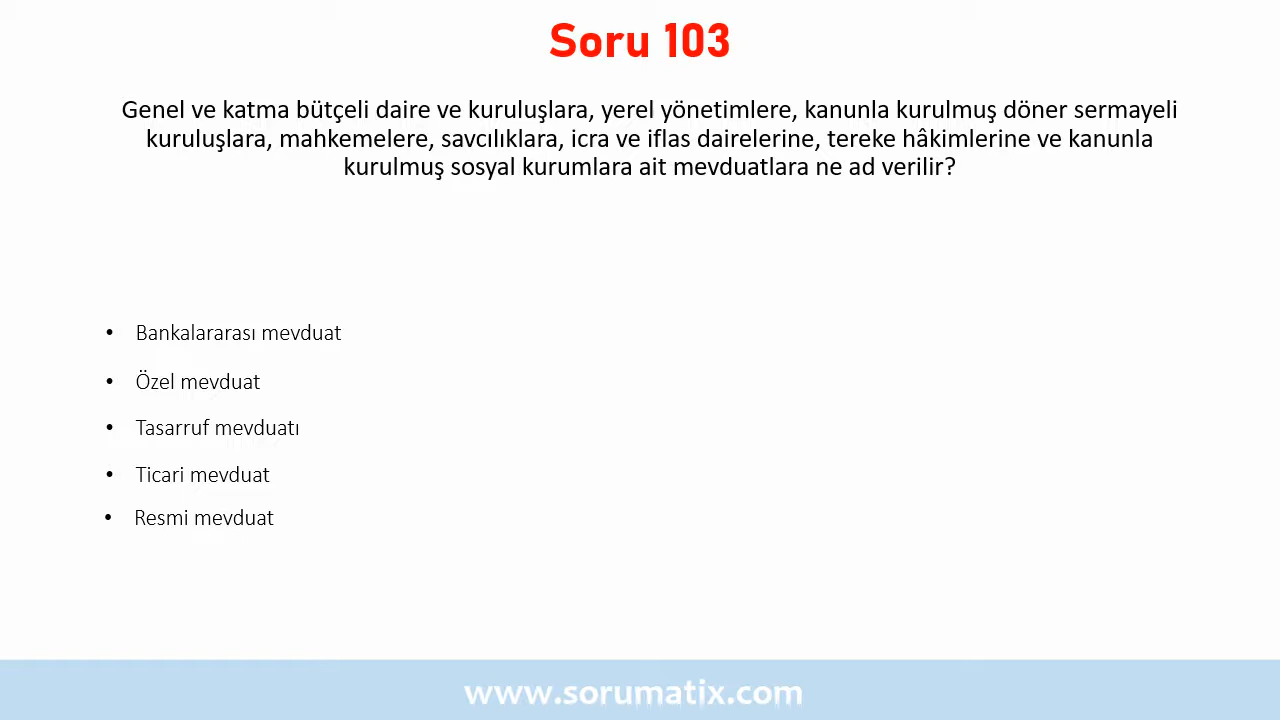 Soru 103
Genel ve katma bütçeli daire ve kuruluşlara, yerel yönetimlere, kanunla kurulmuş döner sermayeli
kuruluşlara, mahkemelere, savcılıklara, icra ve iflas dairelerine, tereke hâkimlerine ve kanunla
kurulmuş sosyal kurumlara ait mevduatlara ne ad verilir?
• Bankalararası mevduat
• Özel mevduat
• Tasarruf mevduatı
• Ticari mevduat
• Resmi mevduat
www.sorumatix.com